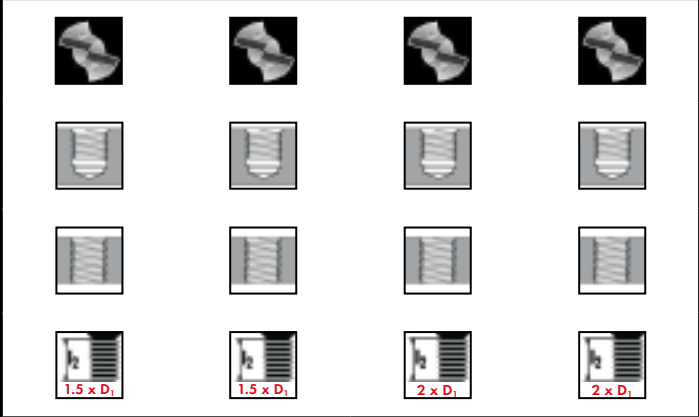 l₂ l₂ l₂ l₂
1.5 x D₁ 1.5 x D₁ 2 x D₁ 2 x D₁